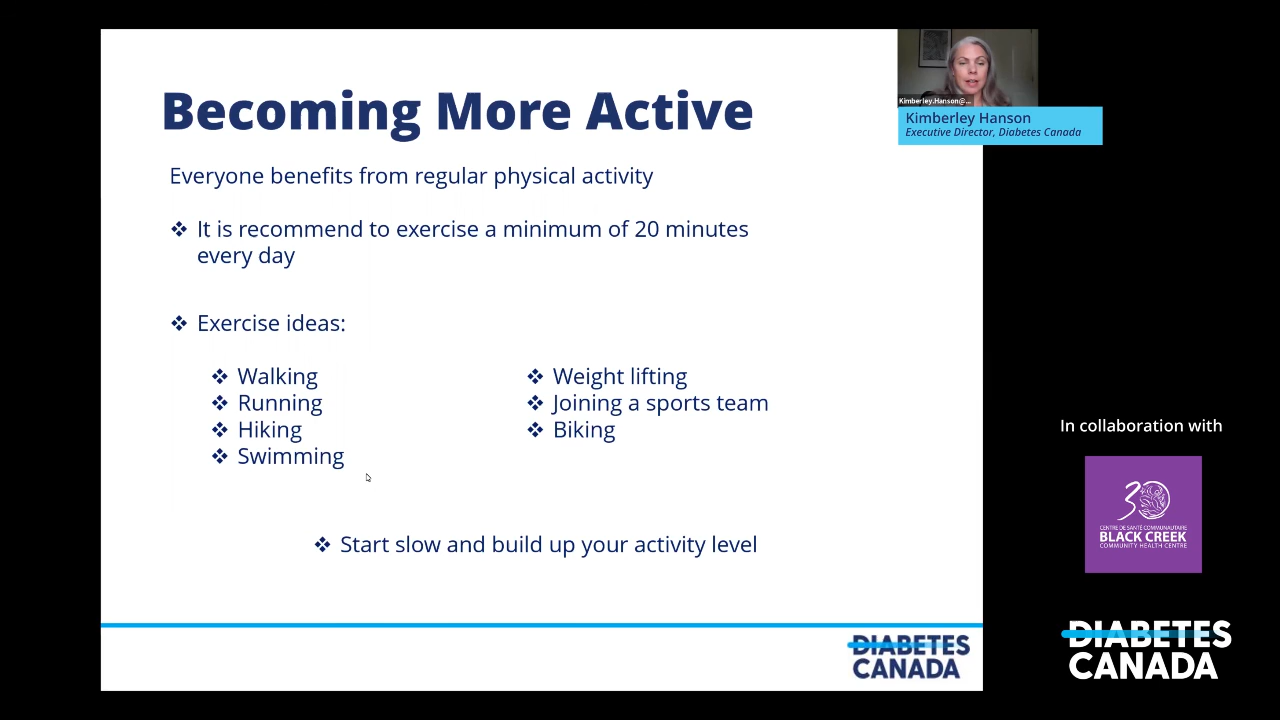 Becoming More Active
Everyone benefits from regular physical activity
❖ It is recommend to exercise a minimum of 20 minutes
every day
❖ Exercise ideas:
❖ Walking
❖ Running
❖ Hiking
❖ Swimming
❖ Weight lifting
❖ Joining a sports team
❖ Biking
❖ Start slow and build up your activity level
DIABETES
CANADA
Kimberley.Hanson@...
Kimberley Hanson
Executive Director, Diabetes Canada
In collaboration with
30
CENTRE DE SANTÉ COMMUNAUTAIRE
BLACK CREEK
COMMUNITY HEALTH CENTRE
DIABETES
CANADA